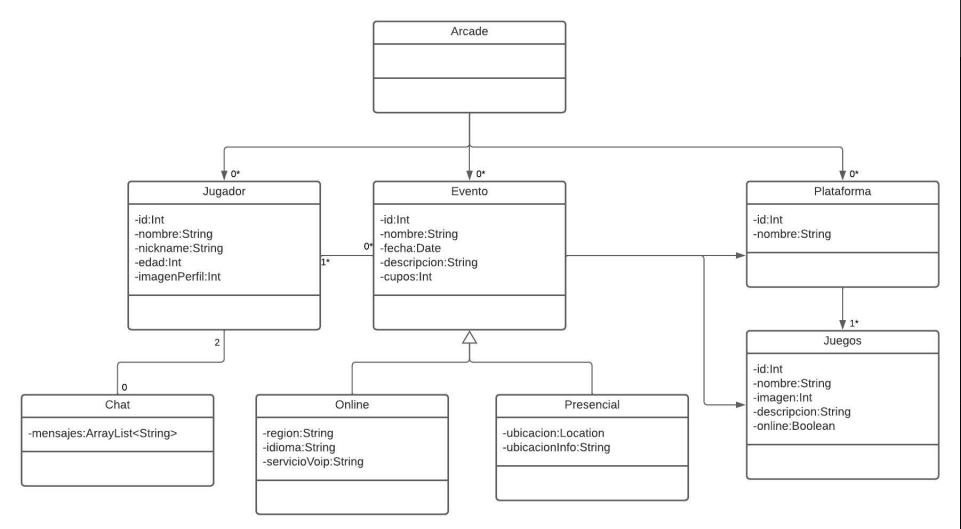 Arcade
0*
0*
0*
Jugador
-id:Int
-nombre:String
-nickname:String
-edad:Int
-imagenPerfil:Int
1*
0*
Evento
-id:Int
-nombre:String
-fecha:Date
-descripcion:String
-cupos:Int
Plataforma
-id:Int
-nombre:String
2
0
1*
Chat
-mensajes:ArrayList<String>
Online
-region:String
-idioma:String
-servicioVoip:String
Presencial
-ubicacion:Location
-ubicacionInfo:String
Juegos
-id:Int
-nombre:String
-imagen:Int
-descripcion:String
-online:Boolean